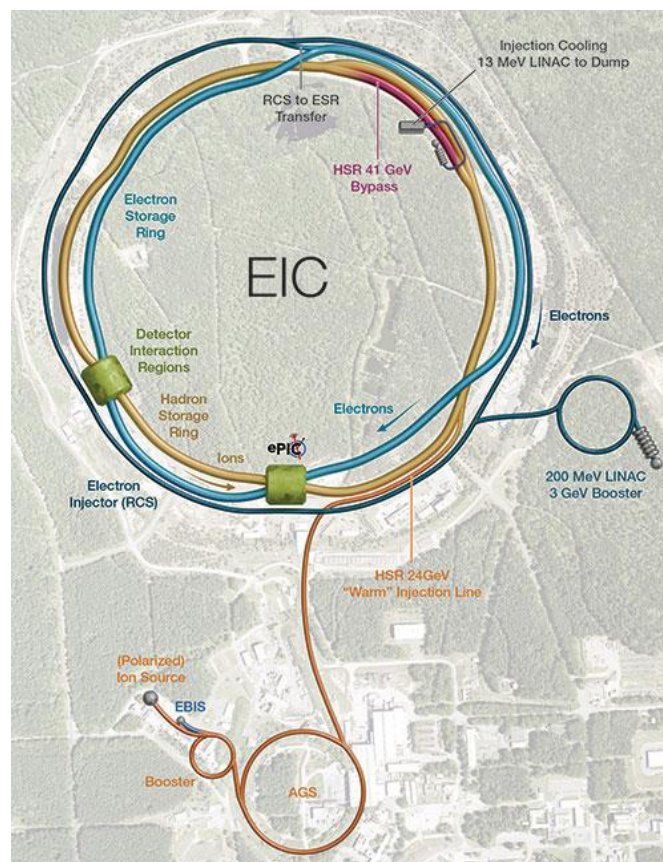 Injection Cooling
13 MeV LINAC to Dump
RCS to ESR
Transfer
HSR 41 GeV
Bypass
Electron
Storage
Ring
EIC
Electrons
Detector
Interaction
Regions
Hadron
Storage
Ring
Electrons
ePIC
Ions
Electron
Injector (RCS)
200 MeV LINAC
3 GeV Booster
HSR 24GeV
“Warm” Injection Line
(Polarized)
Ion Source
EBIS
Booster
AGS